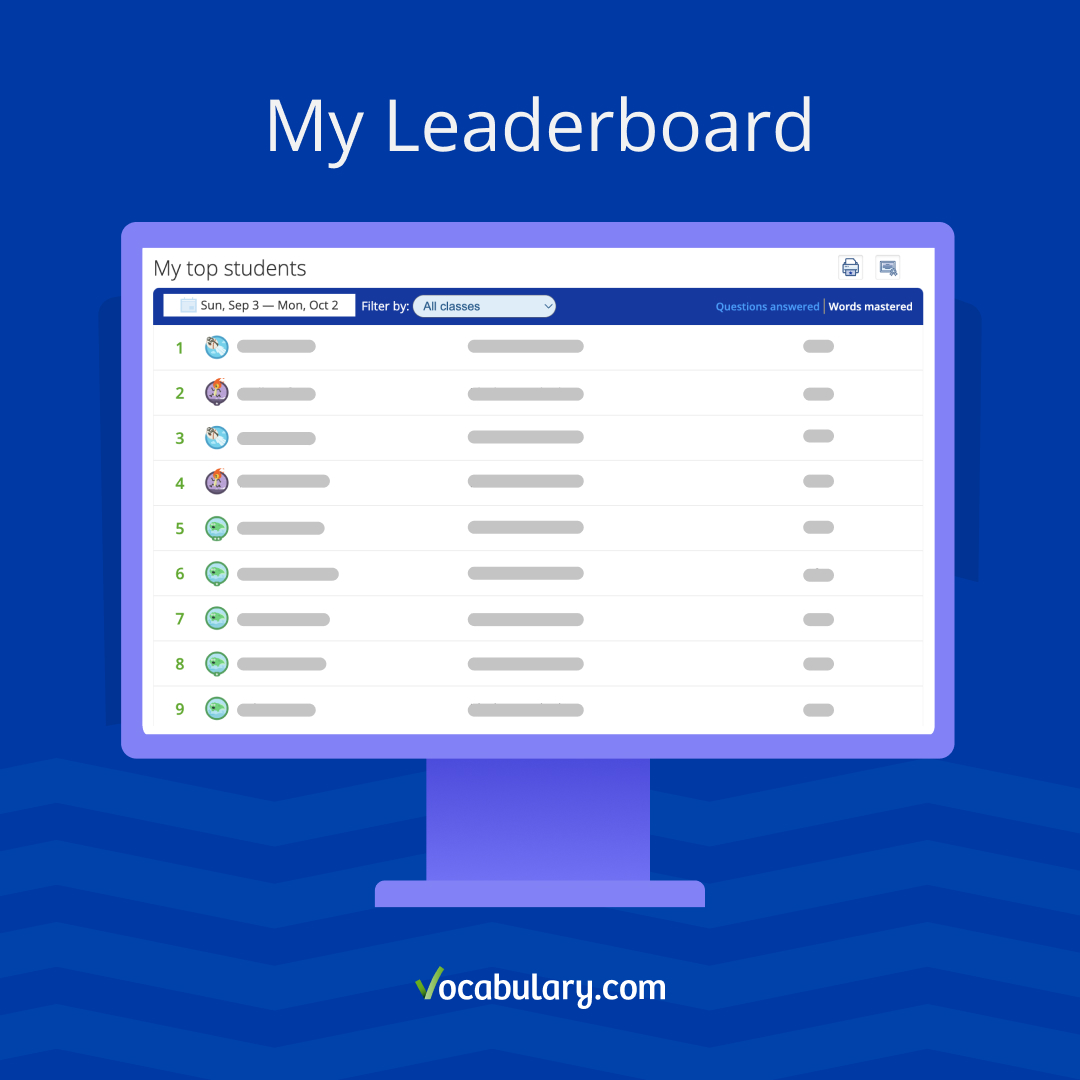 My Leaderboard
My top students
Sun, Sep 3 — Mon, Oct 2 Filter by: All classes Questions answered | Words mastered
1
2
3
4
5
6
7
8
9
Vocabulary.com